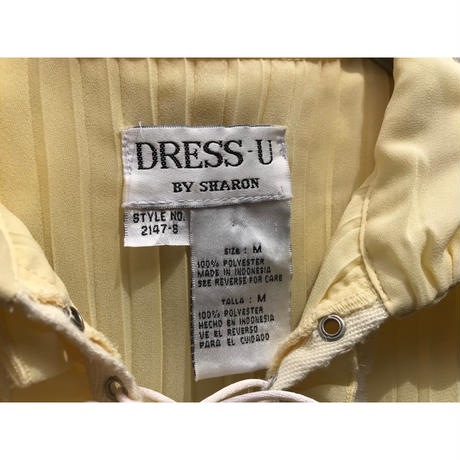 DRESS-U
BY SHARON
STYLE NO.
2147-S
SIZE : M
100% POLYESTER
MADE IN INDONESIA
SEE REVERSE FOR CARE
TALLA : M
100% POLYESTER
HECHO EN INDONESIA
VE EL REVERSO
PARA EL CUIDADO